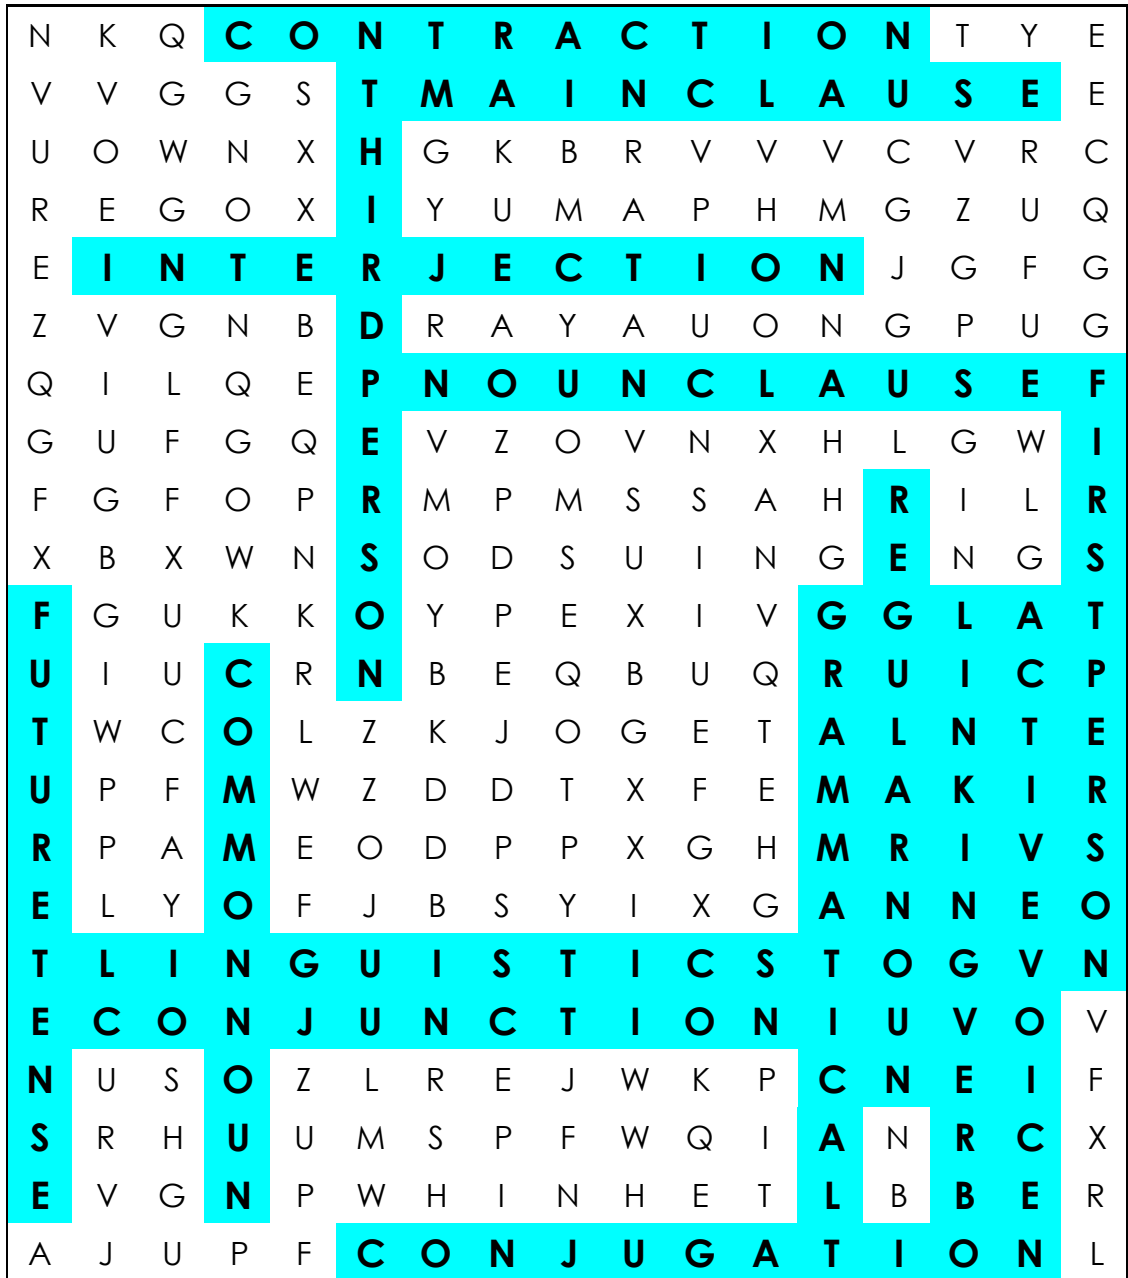 N K Q C O N T R A C T I O N T Y E
V V G G S T M A I N C L A U S E E
U O W N X H G K B R V V V C V R C
R E G O X I Y U M A P H M G Z U Q
E I N T E R J E C T I O N J G F G
Z V G N B D R A Y A U O N G P U G
Q I L Q E P N O U N C L A U S E F
G U F G Q E V Z O V N X H L G W I
F G F O P R M P M S S A H R I L R
X B X W N S O D S U I N G E N G S
F G U K K O Y P E X I V G G L A T
U I U C R N B E Q B U Q R U I C P
T W C O L Z K J O G E T A L N T E
U P F M W Z D D T X F E M A K I R
R P A M E O D P P X G H M R I V S
E L Y O F J B S Y I X G A N N E O
T L I N G U I S T I C S T O G V N
E C O N J U N C T I O N I U V O V
N U S O Z L R E J W K P C N E I F
S R H U U M S P F W Q I A N R C X
E V G N P W H I N H E T L B B E R
A J U P F C O N J U G A T I O N L